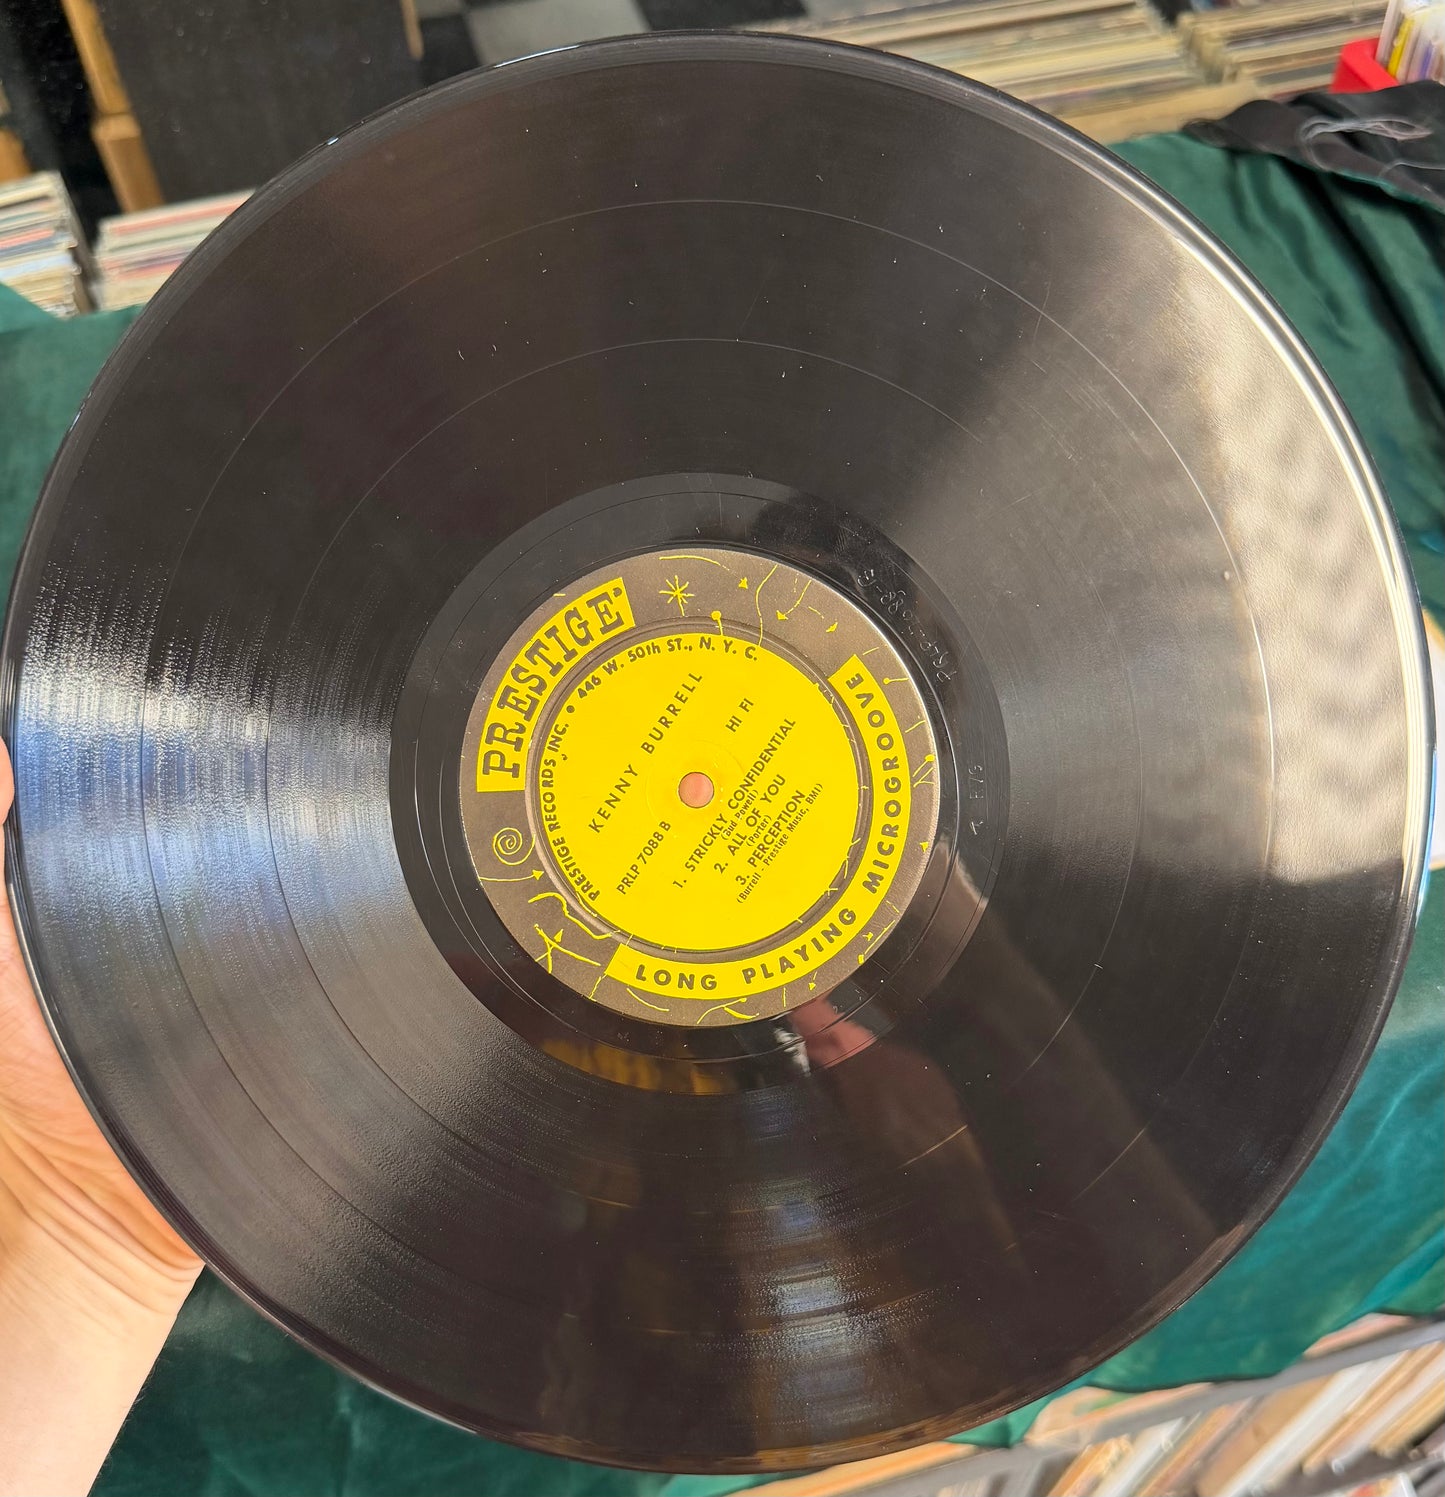 PRESTIGE
PRESTIGE RECORDS INC. • 446 W. 50th ST., N. Y. C.
KENNY BURRELL
HI FI
PRLP 7088 B
1. STRICKLY CONFIDENTIAL
(Bud Powell)
2. ALL OF YOU
(Porter)
3. PERCEPTION
(Burrell - Prestige Music, BMI)
LONG PLAYING MICROGROOVE